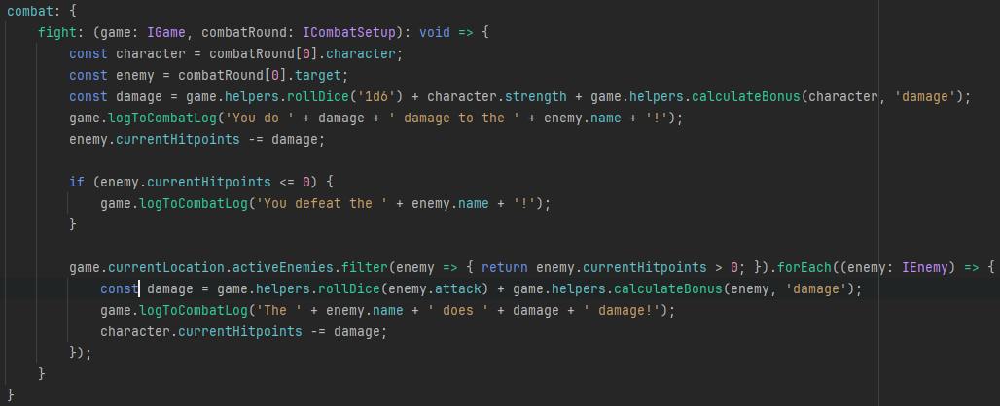 combat: {
    fight: (game: IGame, combatRound: ICombatSetup): void => {
        const character = combatRound[0].character;
        const enemy = combatRound[0].target;
        const damage = game.helpers.rollDice('1d6') + character.strength + game.helpers.calculateBonus(character, 'damage');
        game.logToCombatLog('You do ' + damage + ' damage to the ' + enemy.name + '!');
        enemy.currentHitpoints -= damage;

        if (enemy.currentHitpoints <= 0) {
            game.logToCombatLog('You defeat the ' + enemy.name + '!');
        }

        game.currentLocation.activeEnemies.filter(enemy => { return enemy.currentHitpoints > 0; }).forEach((enemy: IEnemy) => {
            const damage = game.helpers.rollDice(enemy.attack) + game.helpers.calculateBonus(enemy, 'damage');
            game.logToCombatLog('The ' + enemy.name + ' does ' + damage + ' damage!');
            character.currentHitpoints -= damage;
        });
    }
}